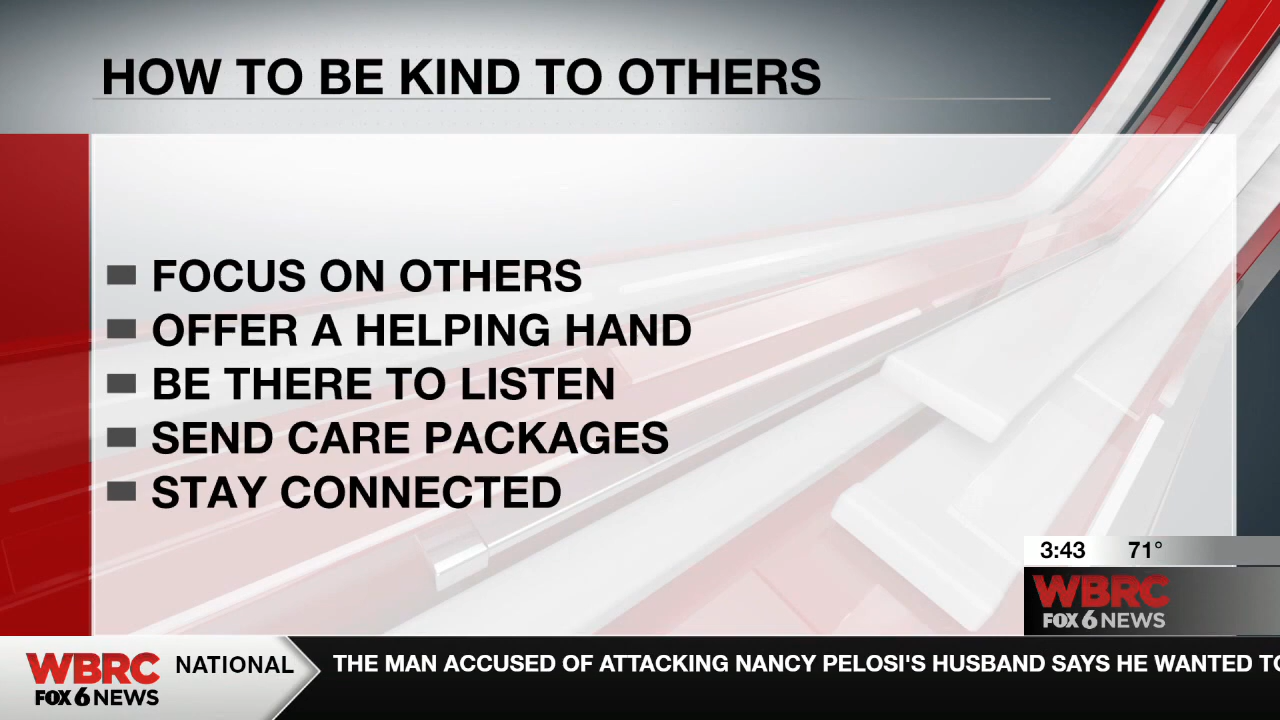 HOW TO BE KIND TO OTHERS
FOCUS ON OTHERS
OFFER A HELPING HAND
BE THERE TO LISTEN
SEND CARE PACKAGES
STAY CONNECTED
3:43 71°
WBRC
FOX 6 NEWS
WBRC
FOX 6 NEWS
NATIONAL
THE MAN ACCUSED OF ATTACKING NANCY PELOSI'S HUSBAND SAYS HE WANTED TO